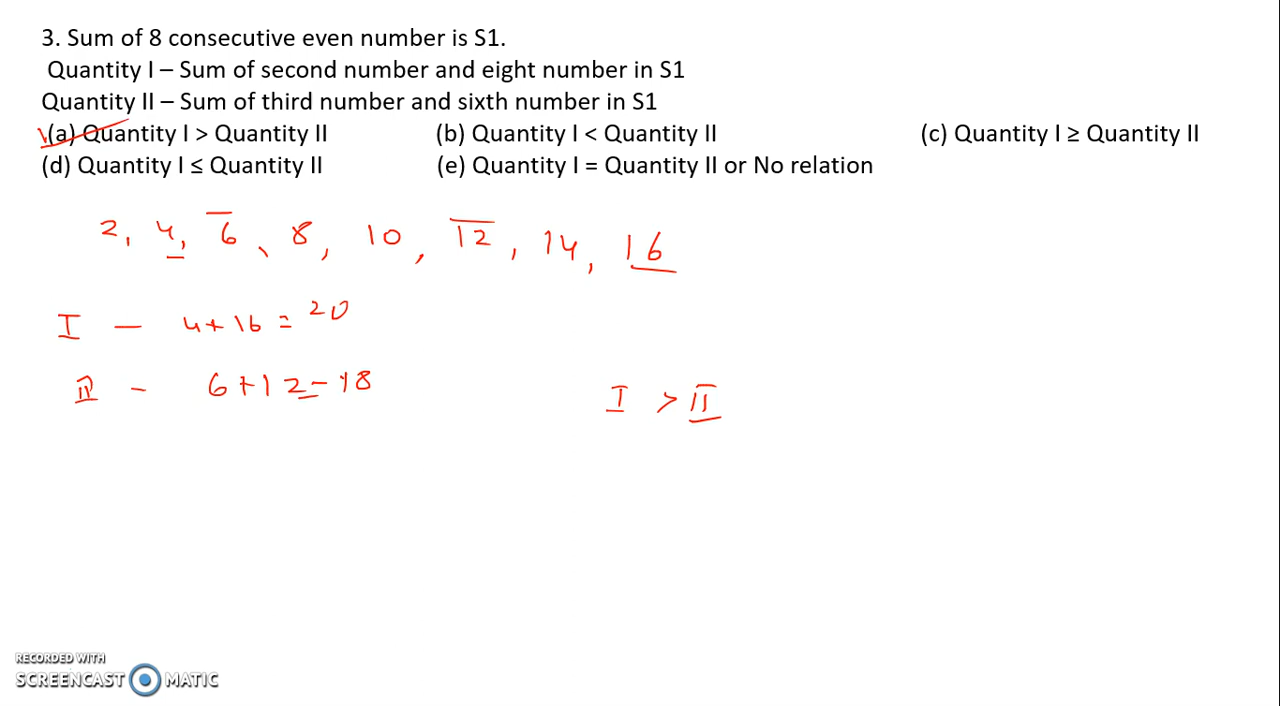 3. Sum of 8 consecutive even number is S1.
Quantity I – Sum of second number and eight number in S1
Quantity II – Sum of third number and sixth number in S1
(a) Quantity I > Quantity II (b) Quantity I < Quantity II (c) Quantity I ≥ Quantity II
(d) Quantity I ≤ Quantity II (e) Quantity I = Quantity II or No relation
2, 4, 6, 8, 10, 12, 14, 16
I – 4+16 = 20
II – 6+12 = 18
I > II
RECORDED WITH
SCREENCAST MATIC